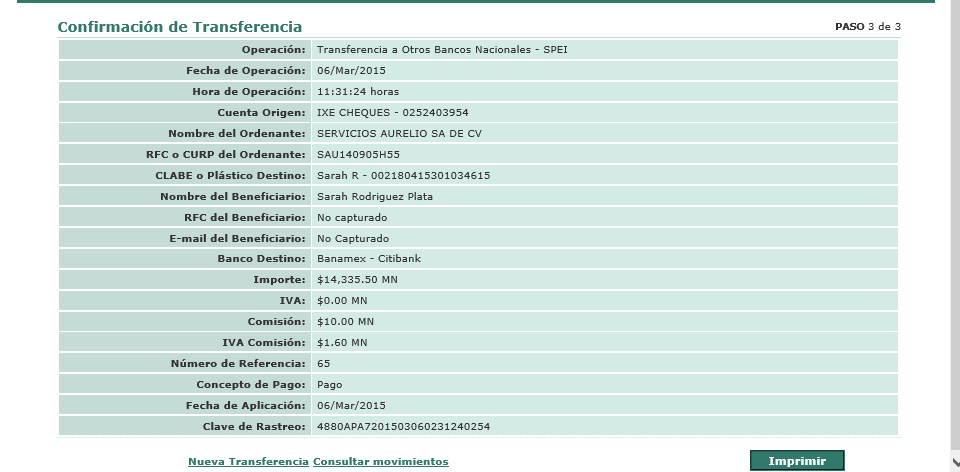 Confirmación de Transferencia PASO 3 de 3
Operación: Transferencia a Otros Bancos Nacionales - SPEI
Fecha de Operación: 06/Mar/2015
Hora de Operación: 11:31:24 horas
Cuenta Origen: IXE CHEQUES - 0252403954
Nombre del Ordenante: SERVICIOS AURELIO SA DE CV
RFC o CURP del Ordenante: SAU140905H55
CLABE o Plástico Destino: Sarah R - 002180415301034615
Nombre del Beneficiario: Sarah Rodriguez Plata
RFC del Beneficiario: No capturado
E-mail del Beneficiario: No Capturado
Banco Destino: Banamex - Citibank
Importe: $14,335.50 MN
IVA: $0.00 MN
Comisión: $10.00 MN
IVA Comisión: $1.60 MN
Número de Referencia: 65
Concepto de Pago: Pago
Fecha de Aplicación: 06/Mar/2015
Clave de Rastreo: 4880APA7201503060231240254
Nueva Transferencia Consultar movimientos Imprimir